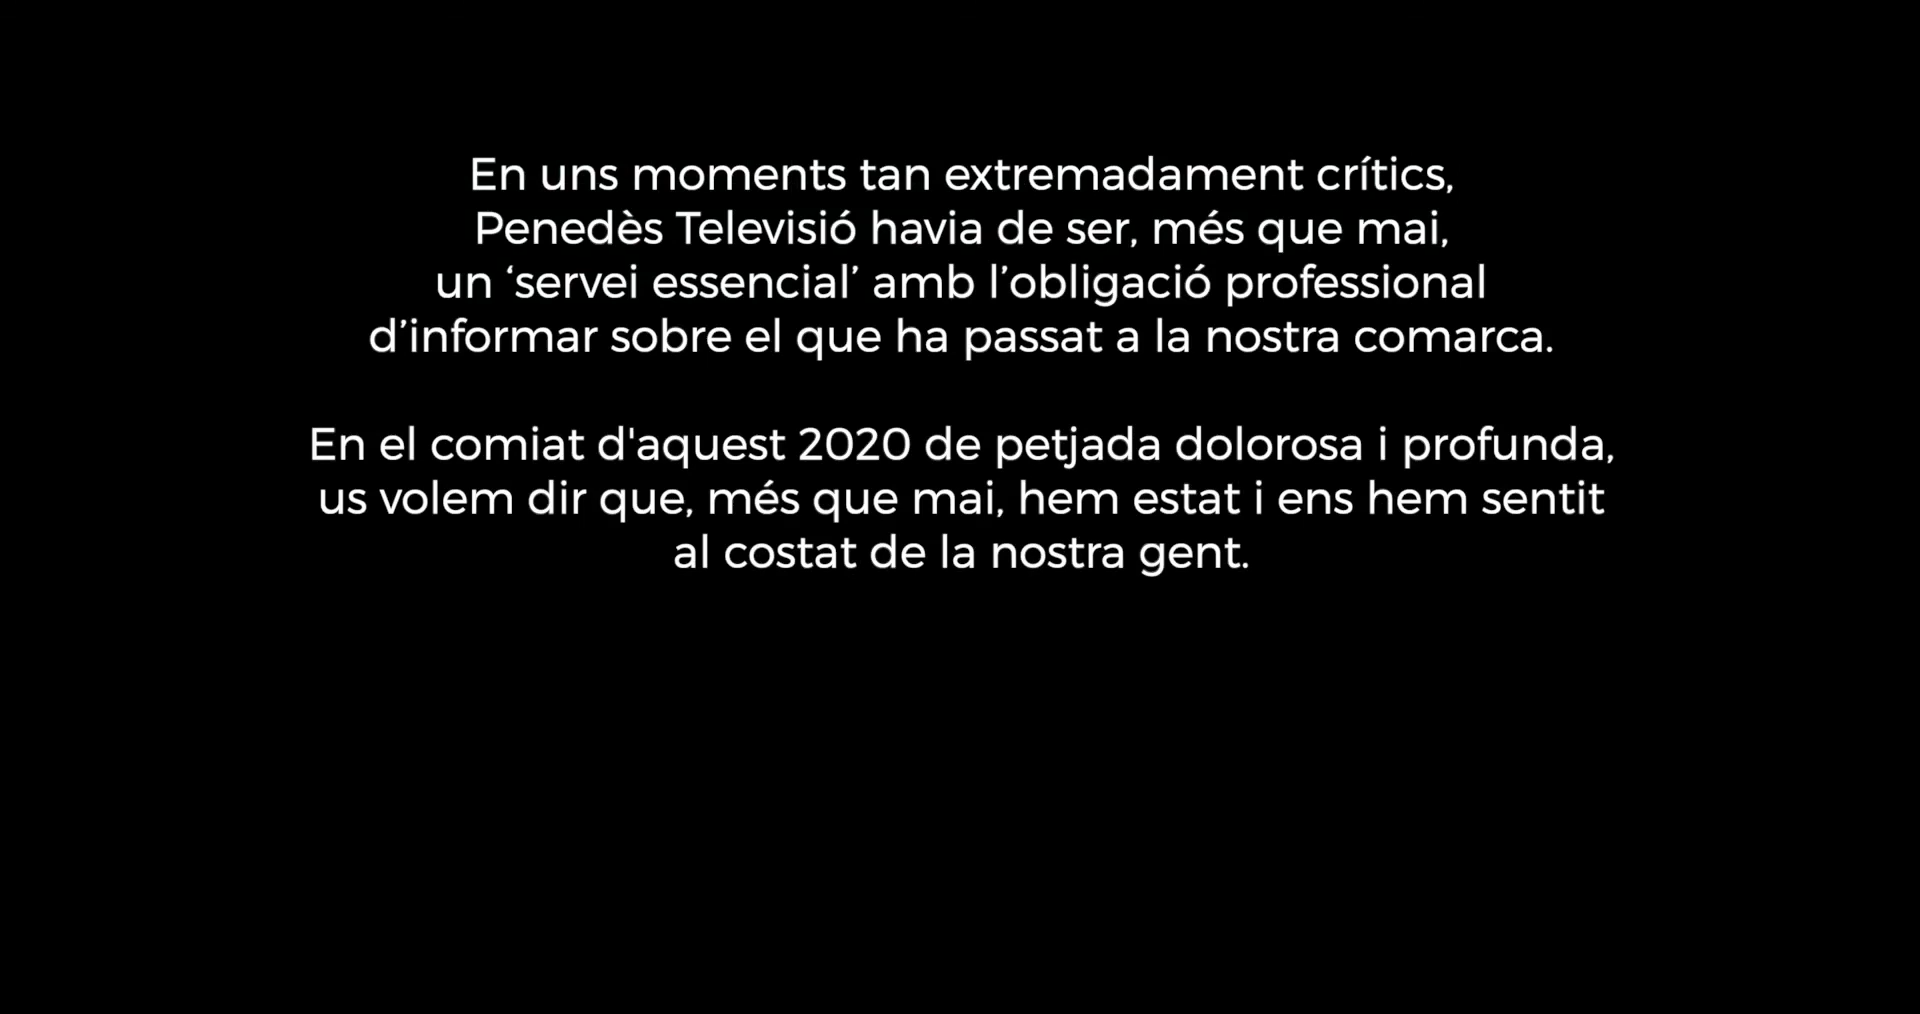 En uns moments tan extremadament crítics,
Penedès Televisió havia de ser, més que mai,
un ‘servei essencial’ amb l’obligació professional
d’informar sobre el que ha passat a la nostra comarca.
En el comiat d'aquest 2020 de petjada dolorosa i profunda,
us volem dir que, més que mai, hem estat i ens hem sentit
al costat de la nostra gent.